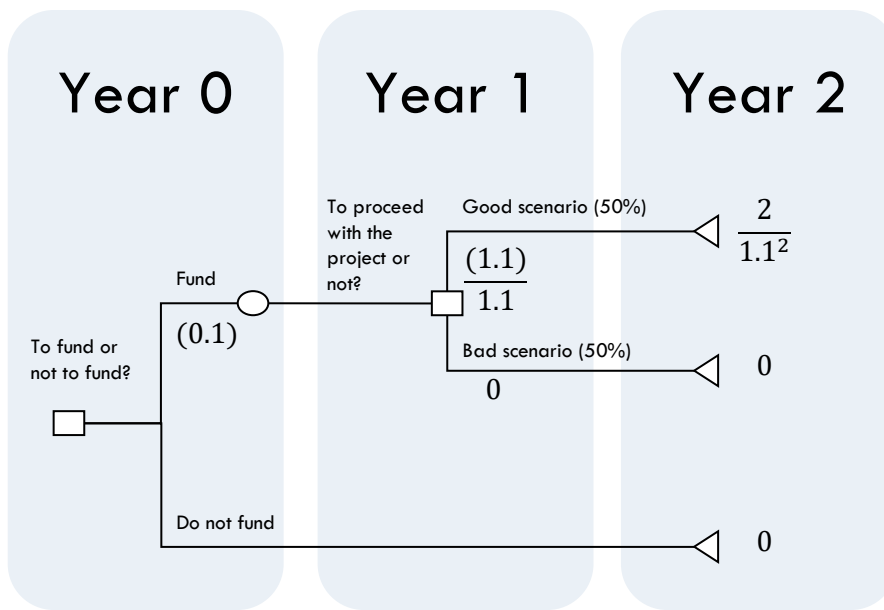 Year 0
Year 1
Year 2
To fund or
not to fund?
Fund
(0.1)
To proceed
with the
project or
not?
Good scenario (50%)
(1.1)
1.1
2
1.1²
Bad scenario (50%)
0
0
Do not fund
0